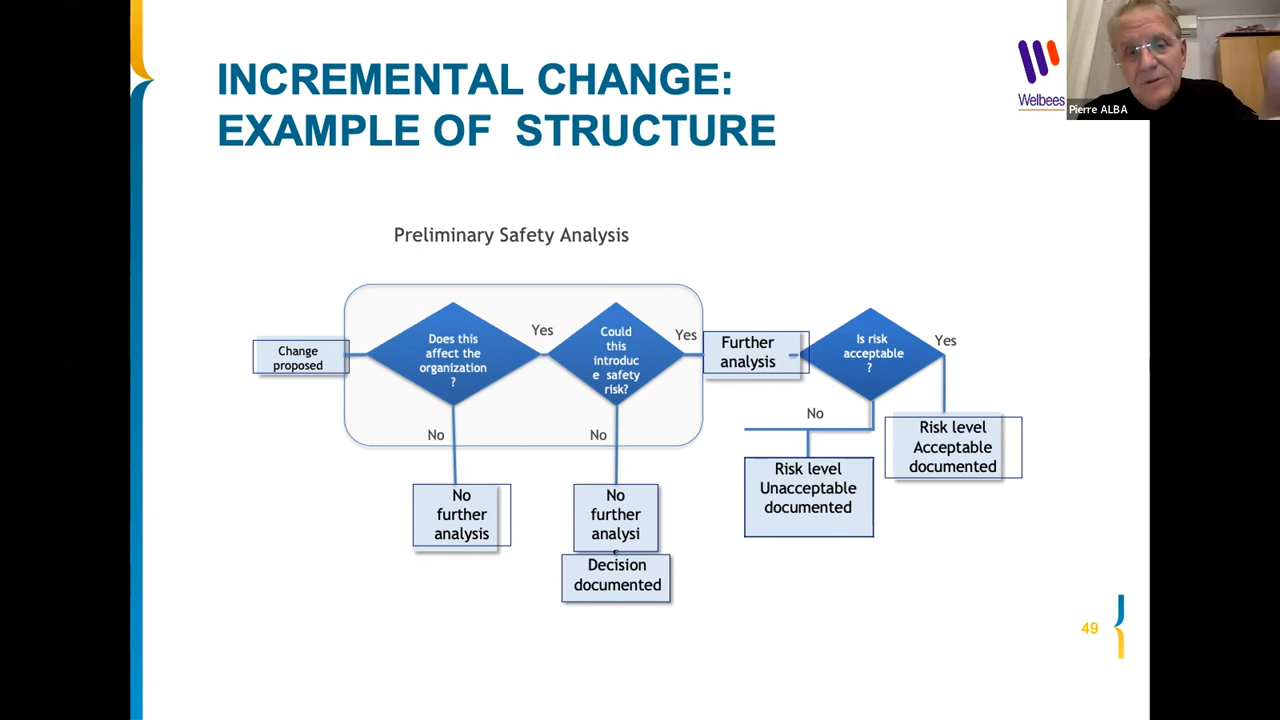 INCREMENTAL CHANGE:
EXAMPLE OF STRUCTURE
Welbees
Pierre ALBA
Preliminary Safety Analysis
Change
proposed
Does this
affect the
organization
?
Yes
No
Could
this
introduc
e safety
risk?
Yes
No
Further
analysis
Is risk
acceptable
?
Yes
No
No
further
analysis
No
further
analysi
s
Decision
documented
Risk level
Unacceptable
documented
Risk level
Acceptable
documented
49